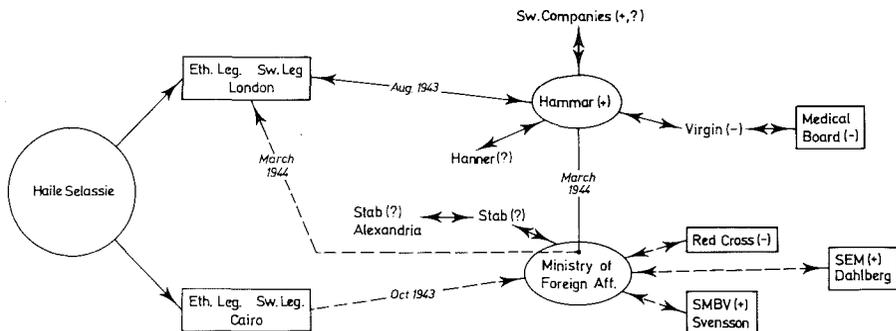 Sw. Companies (+,?)
Eth. Leg. Sw. Leg
London
Aug. 1943
Hammar (+)
Virgin (−)
Medical
Board (−)
Hanner (?)
March
1944
March
1944
Haile Selassie
Stab (?)
Alexandria
Stab (?)
Red Cross (−)
Ministry of
Foreign Aff.
SEM (+)
Dahlberg
Eth. Leg. Sw. Leg.
Cairo
Oct 1943
SMBV (+)
Svensson